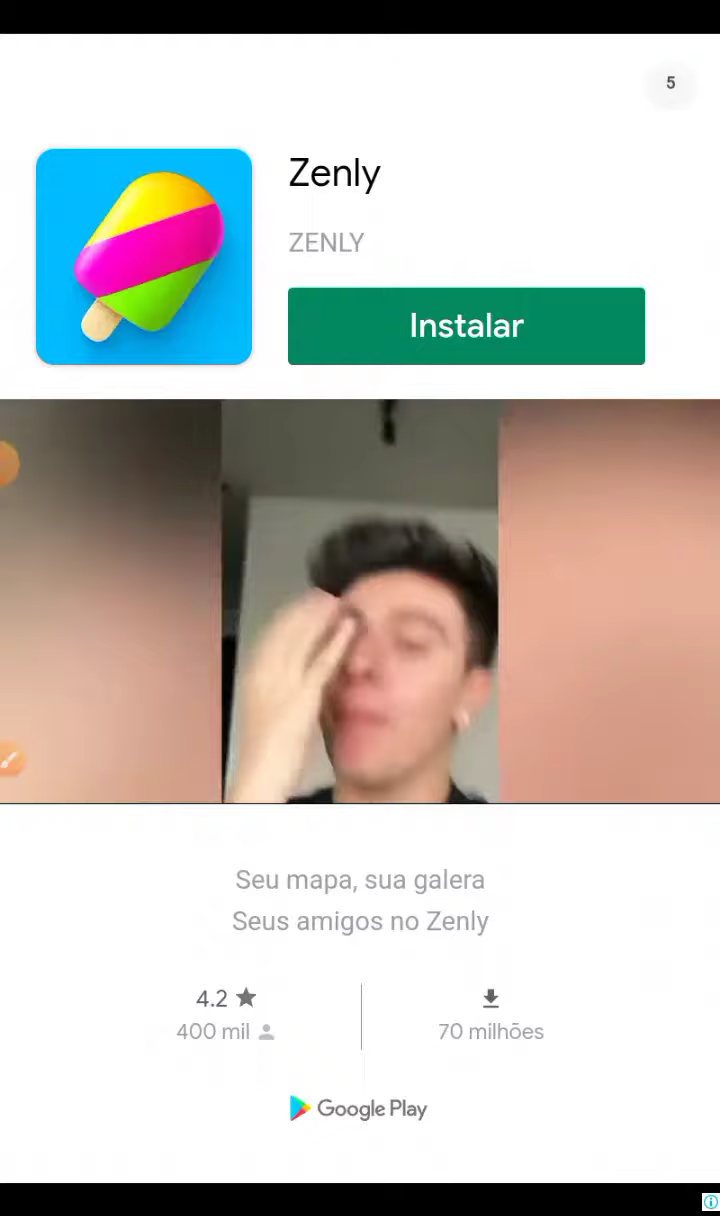 5
Zenly
ZENLY
Instalar
Seu mapa, sua galera
Seus amigos no Zenly
4.2 ★
400 mil
70 milhões
Google Play